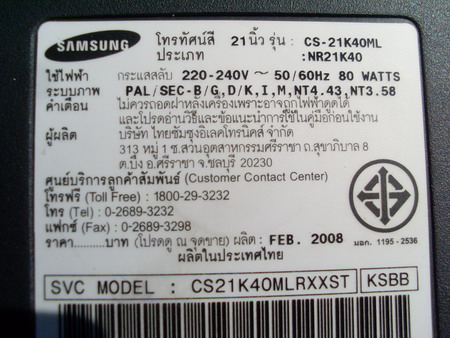 SAMSUNG โทรทัศน์สี 21 นิ้ว รุ่น : CS-21K40ML
ประเภท :NR21K40
ใช้ไฟฟ้า กระแสสลับ 220-240V ~ 50/60Hz 80 WATTS
ระบบภาพ PAL/SEC-B/G,D/K,I,M,NT4.43,NT3.58
คำเตือน ไม่ควรถอดฝาหลังเครื่องเพราะอาจถูกไฟฟ้าดูดได้
และโปรดอ่านวิธีและข้อแนะนำการใช้ในคู่มือก่อนใช้งาน
ผู้ผลิต บริษัท ไทยซัมซุงอิเลคโทรนิคส์ จำกัด
313 หมู่ 1 ซ.สวนอุตสาหกรรมศรีราชา ถ.สุขาภิบาล 8
ต.บึง อ.ศรีราชา จ.ชลบุรี 20230
ศูนย์บริการลูกค้าสัมพันธ์ (Customer Contact Center)
โทรฟรี (Toll Free) : 1800-29-3232
โทร (Tel) : 0-2689-3232
แฟกซ์ (Fax) : 0-2689-3298
ราคา..........บาท (โปรดดู ณ จุดขาย) ผลิต: FEB. 2008
มอก. 1195 - 2536
ผลิตในประเทศไทย
SVC MODEL : CS21K40MLRXXST KSBB